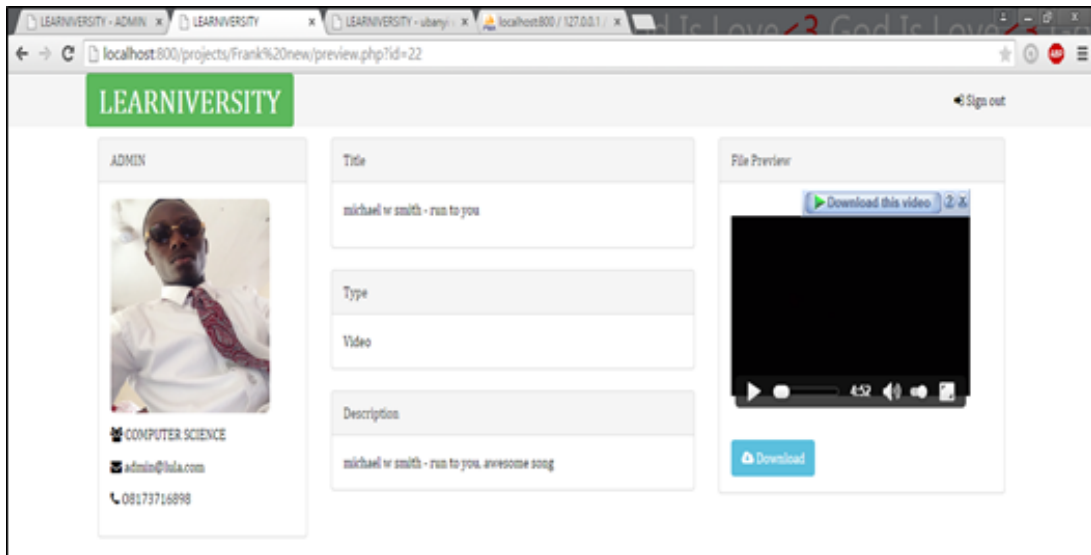 LEARNIVERSITY - ADMIN
LEARNIVERSITY
LEARNIVERSITY - ubanyi
localhost:800 / 127.0.0.1 /
God Is Love <3 God Is Love <3
localhost:800/projects/Frank%20new/preview.php?id=22
ABP
LEARNIVERSITY
Sign out
ADMIN
COMPUTER SCIENCE
admin@lula.com
08173716898
Title
michael w smith - run to you
Type
Video
Description
michael w smith - run to you. awesome song
File Preview
Download this video ? X
4:52
Download